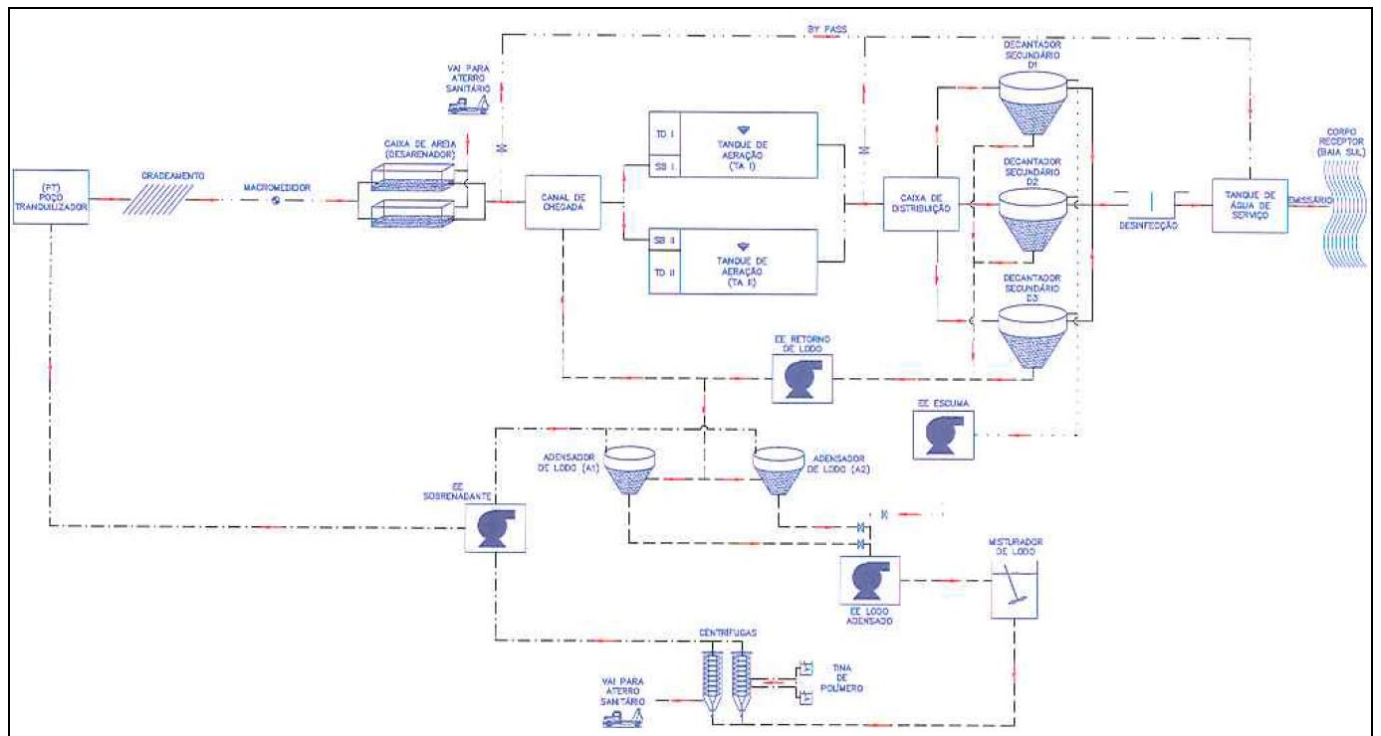 BY PASS
VAI PARA
ATERRO
SANITÁRIO
CAIXA DE AREIA
(DESARENADOR)
(PT)
POÇO
TRANQUILIZADOR
GRADEAMENTO
MACROMEDIDOR
CANAL DE
CHEGADA
TD I
SB I
TANQUE DE
AERAÇÃO
(TA I)
SB II
TD II
TANQUE DE
AERAÇÃO
(TA II)
CAIXA DE
DISTRIBUIÇÃO
DECANTADOR
SECUNDÁRIO
D1
DECANTADOR
SECUNDÁRIO
D2
DECANTADOR
SECUNDÁRIO
D3
DESINFECÇÃO
TANQUE DE
ÁGUA DE
SERVIÇO
EMISSÁRIO
CORPO
RECEPTOR
(BAIA SUL)
EE RETORNO
DE LODO
EE ESCUMA
ADENSADOR
DE LODO (A1)
ADENSADOR
DE LODO (A2)
EE
SOBRENADANTE
EE LODO
ADENSADO
MISTURADOR
DE LODO
CENTRÍFUGAS
TINA
DE
POLÍMERO
VAI PARA
ATERRO
SANITÁRIO